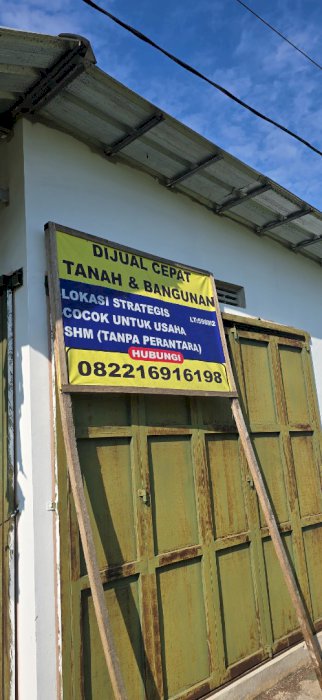 DIJUAL CEPAT
TANAH & BANGUNAN
LOKASI STRATEGIS
COCOK UNTUK USAHA
SHM (TANPA PERANTARA)
HUBUNGI
082216916198